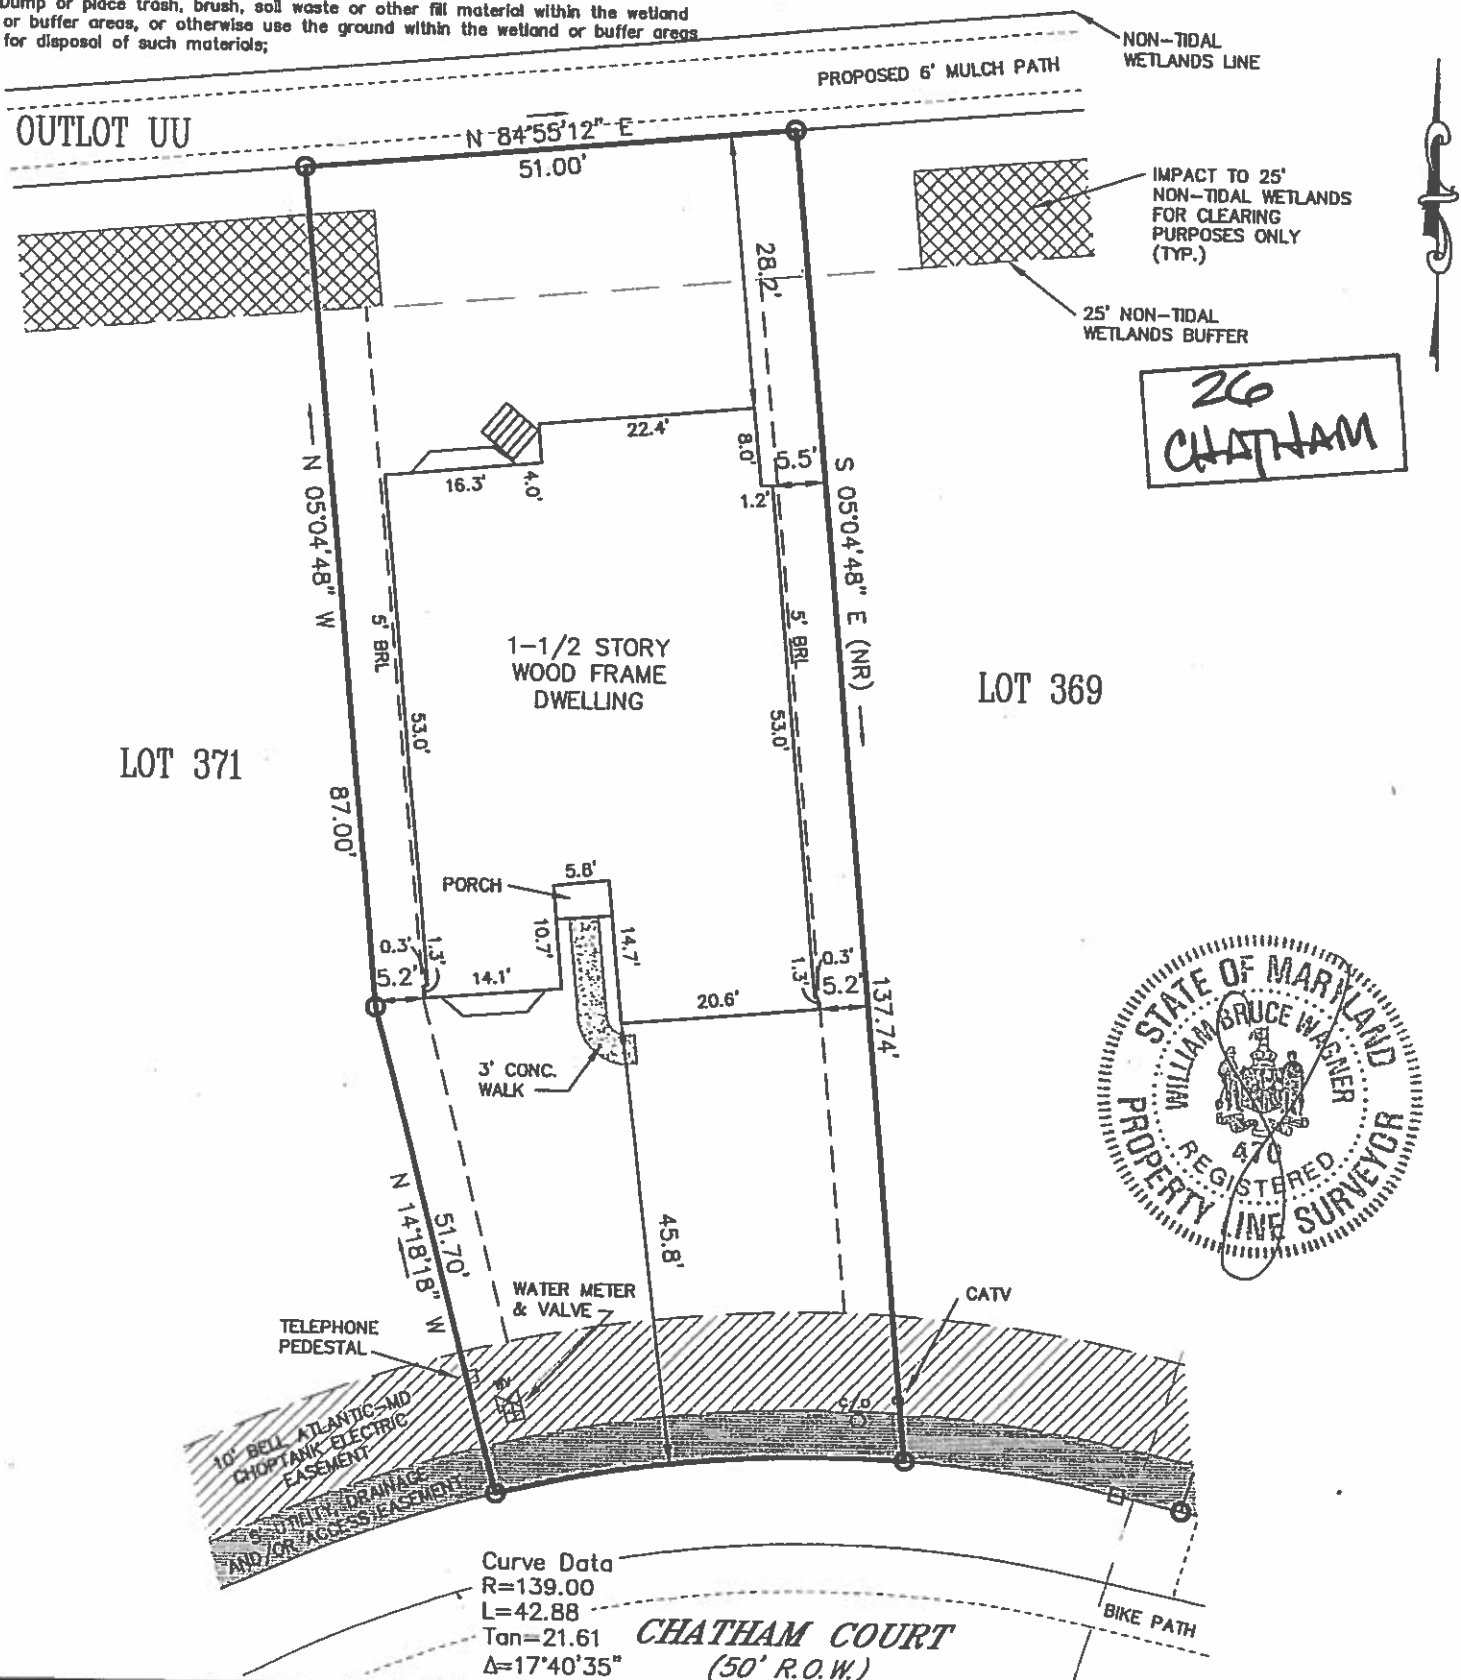 Dump or place trash, brush, soil waste or other fill material within the wetland
or buffer areas, or otherwise use the ground within the wetland or buffer areas
for disposal of such materials;
NON-TIDAL
WETLANDS LINE
PROPOSED 6' MULCH PATH
OUTLOT UU
N 84°55'12" E
51.00'
IMPACT TO 25'
NON-TIDAL WETLANDS
FOR CLEARING
PURPOSES ONLY
(TYP.)
28.2'
25' NON-TIDAL
WETLANDS BUFFER
26
CHATHAM
22.4'
8.0'
5.5'
16.3'
4.0'
1.2'
N 05°04'48" W
S 05°04'48" E (NR)
5' BRL
5' BRL
1-1/2 STORY
WOOD FRAME
DWELLING
LOT 369
53.0'
53.0'
LOT 371
87.00'
5.8'
PORCH
10.7'
14.7'
0.3'
1.3'
5.2'
14.1'
20.6'
0.3'
1.3'
5.2'
137.74'
3' CONC.
WALK
STATE OF MARYLAND
WILLIAM BRUCE WAGNER
470
REGISTERED
PROPERTY LINE SURVEYOR
N 14°18'18" W
51.70'
45.8'
WATER METER
& VALVE
CATV
TELEPHONE
PEDESTAL
WV
C/O
10' BELL ATLANTIC-MD
CHOPTANK ELECTRIC
EASEMENT
5' UTILITY, DRAINAGE
AND/OR ACCESS EASEMENT
Curve Data
R=139.00
L=42.88
Tan=21.61
Δ=17°40'35"
CHATHAM COURT
(50' R.O.W.)
BIKE PATH